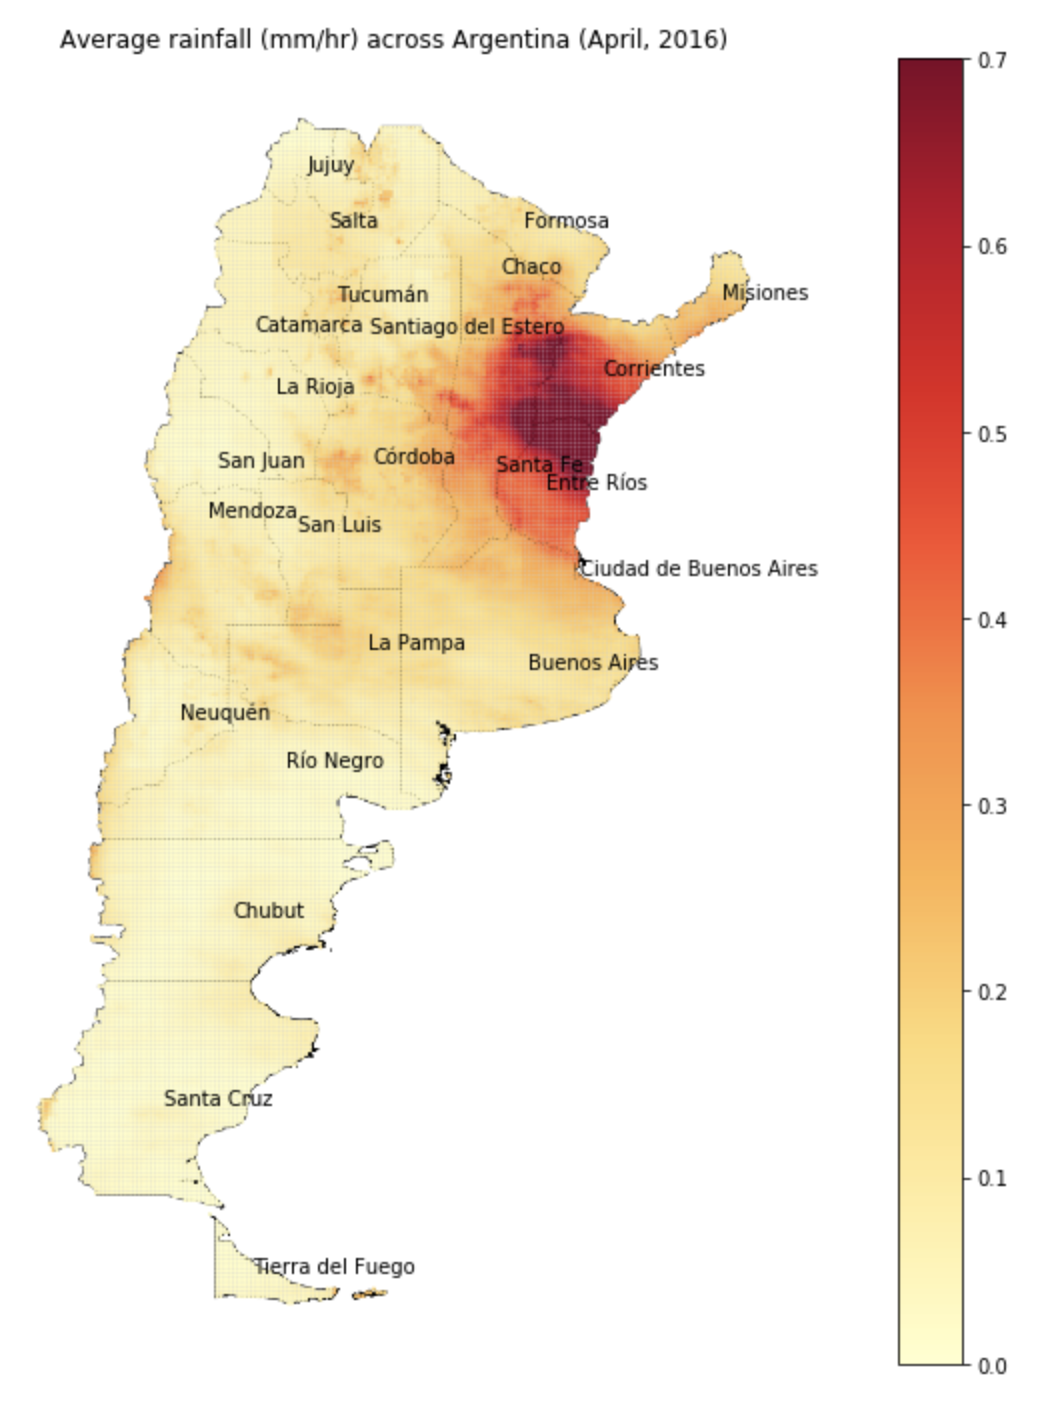 Average rainfall (mm/hr) across Argentina (April, 2016)
0.7
Jujuy
Salta
Formosa
0.6
Chaco
Misiones
Tucumán
Catamarca
Santiago del Estero
Corrientes
La Rioja
0.5
Córdoba
San Juan
Santa Fe
Entre Ríos
Mendoza
San Luis
Ciudad de Buenos Aires
0.4
La Pampa
Buenos Aires
Neuquén
Río Negro
0.3
Chubut
0.2
Santa Cruz
0.1
Tierra del Fuego
0.0